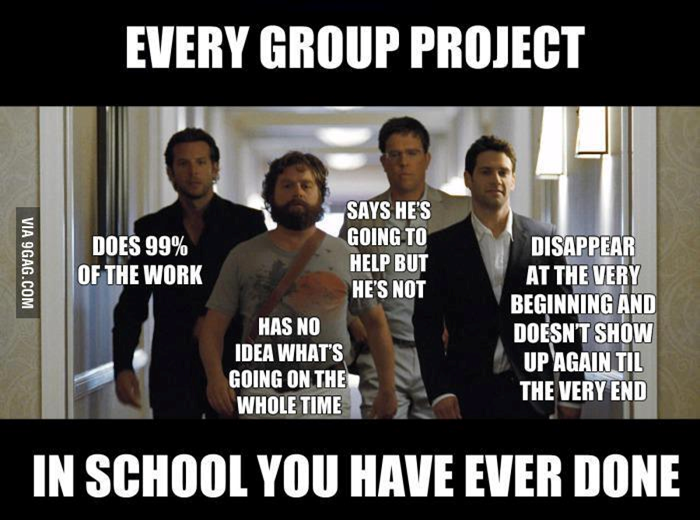 EVERY GROUP PROJECT
DOES 99%
OF THE WORK
HAS NO
IDEA WHAT'S
GOING ON THE
WHOLE TIME
SAYS HE'S
GOING TO
HELP BUT
HE'S NOT
DISAPPEAR
AT THE VERY
BEGINNING AND
DOESN'T SHOW
UP AGAIN TIL
THE VERY END
VIA 9GAG.COM
IN SCHOOL YOU HAVE EVER DONE